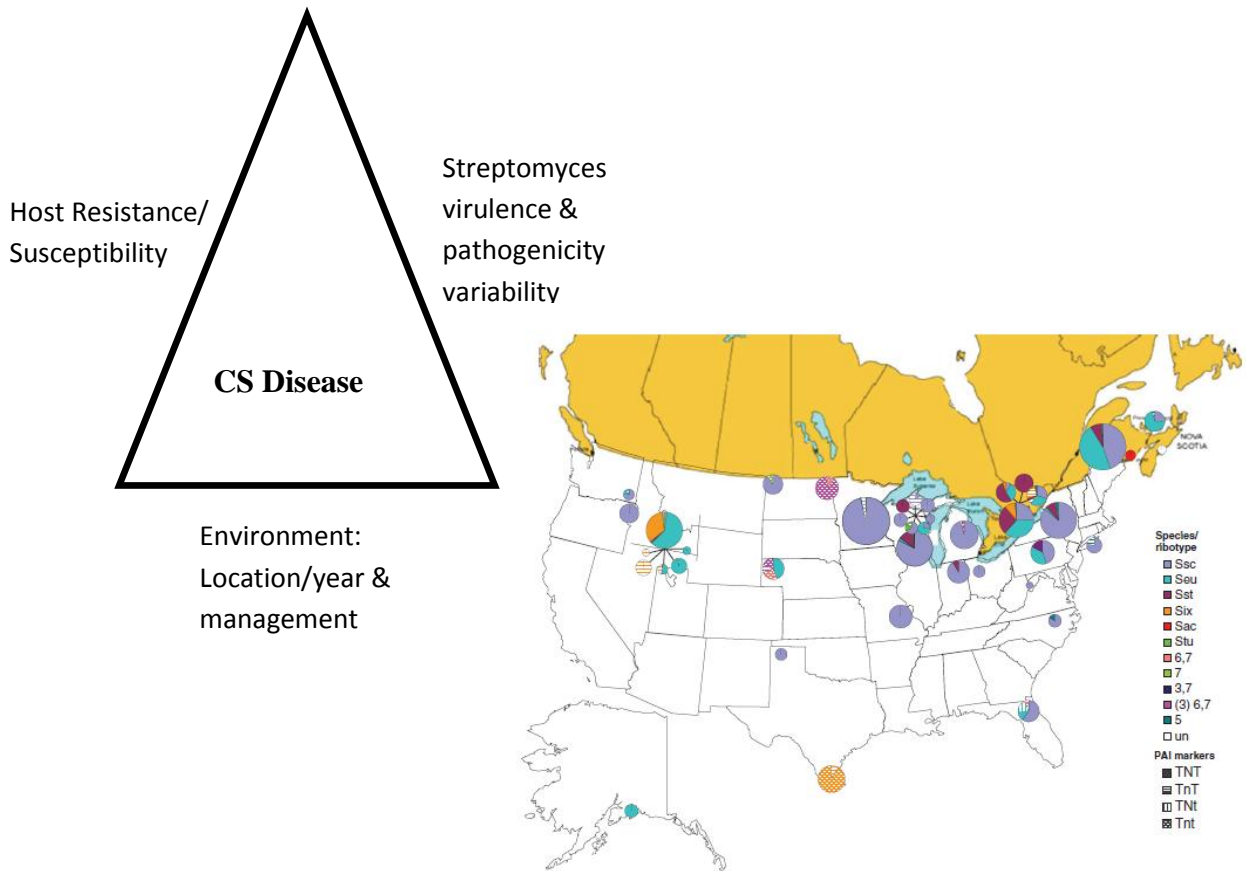 Host Resistance/
Susceptibility
Streptomyces
virulence &
pathogenicity
variability
CS Disease
Environment:
Location/year &
management
NOVA
SCOTIA
Lake
Superior
Species/
ribotype
Ssc
Seu
Sst
Six
Sac
Stu
6,7
7
3,7
(3) 6,7
5
un
PAI markers
TNT
TnT
TNt
Tnt